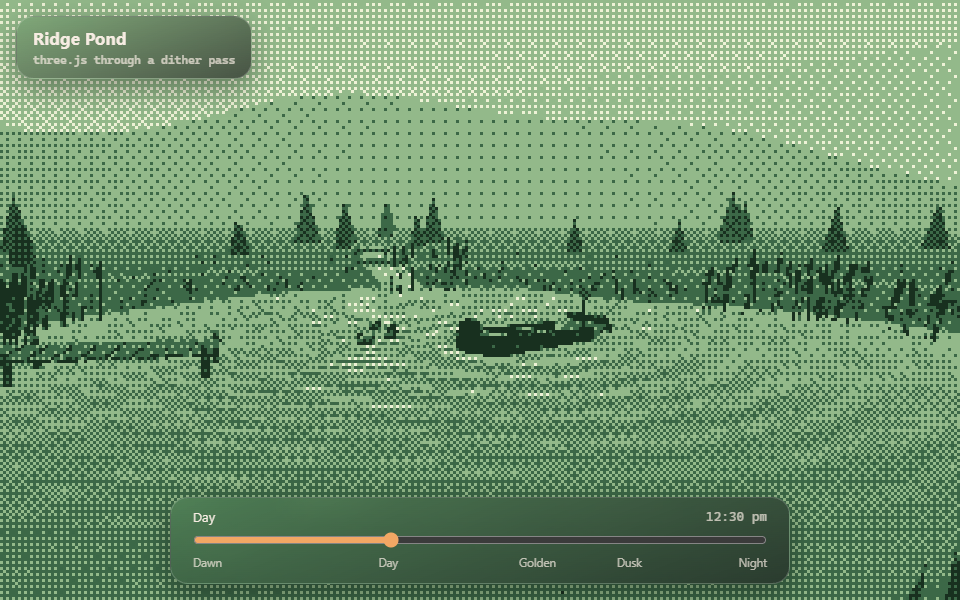 Ridge Pond
three.js through a dither pass
Day 12:30 pm
Dawn Day Golden Dusk Night